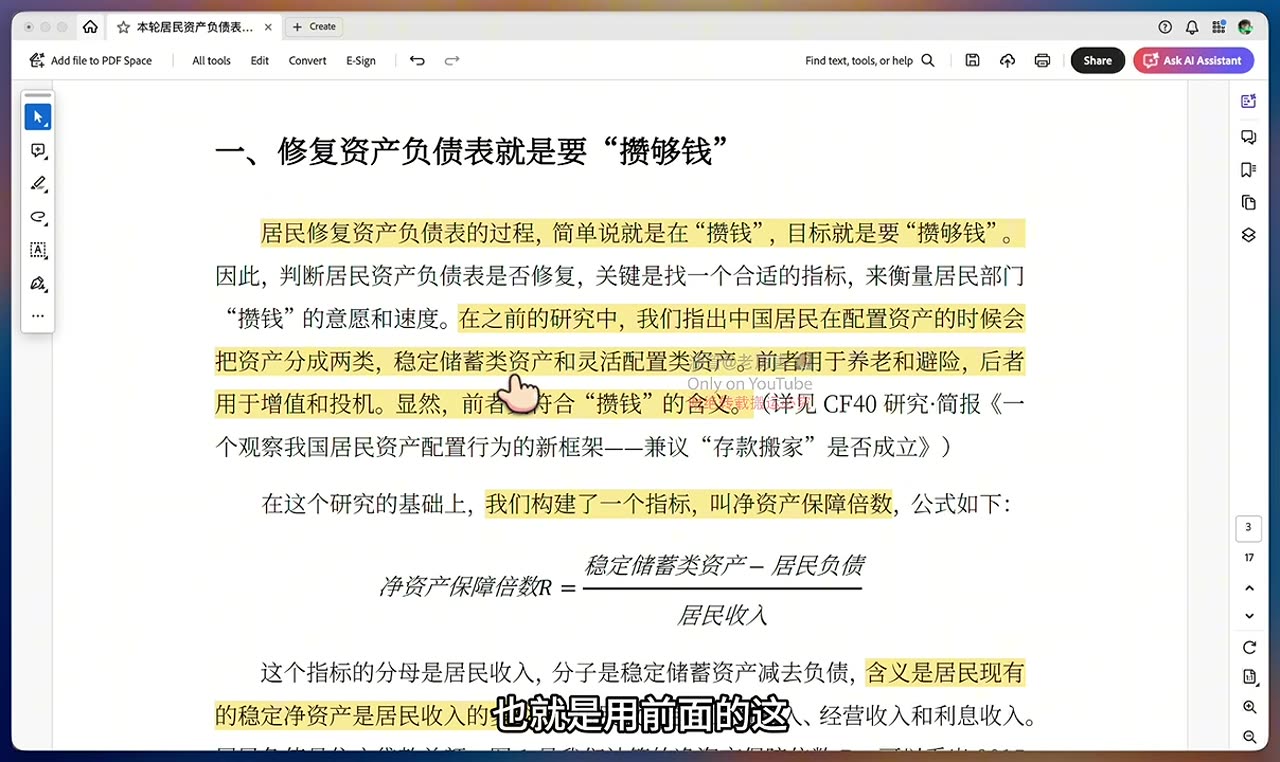 本轮居民资产负债表...
Create
Add file to PDF Space
All tools
Edit
Convert
E-Sign
Find text, tools, or help
Share
Ask AI Assistant
一、修复资产负债表就是要“攒够钱”
居民修复资产负债表的过程，简单说就是在“攒钱”，目标就是要“攒够钱”。
因此，判断居民资产负债表是否修复，关键是找一个合适的指标，来衡量居民部门
“攒钱”的意愿和速度。在之前的研究中，我们指出中国居民在配置资产的时候会
把资产分成两类，稳定储蓄类资产和灵活配置类资产。前者用于养老和避险，后者
Only on YouTube
用于增值和投机。显然，前者 符合“攒钱”的含义。（详见 CF40 研究·简报《一
个观察我国居民资产配置行为的新框架——兼议“存款搬家”是否成立》）
在这个研究的基础上，我们构建了一个指标，叫净资产保障倍数，公式如下：
稳定储蓄类资产 − 居民负债
净资产保障倍数R =
居民收入
这个指标的分母是居民收入，分子是稳定储蓄资产减去负债，含义是居民现有
的稳定净资产是居民收入的 、经营收入和利息收入。
也就是用前面的这
3
17